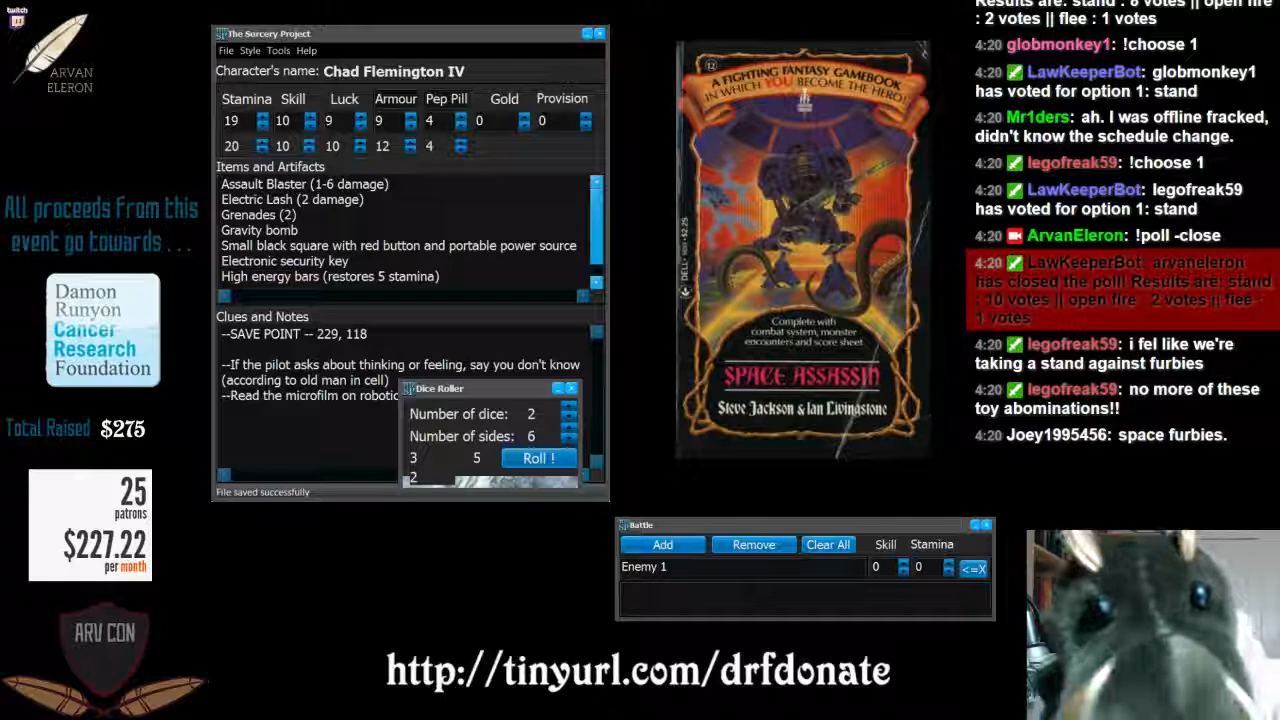 twitch
ARVAN
ELERON
All proceeds from this
event go towards . . .
Damon
Runyon
Cancer
Research
Foundation
Total Raised $275
25
patrons
$227.22
per month
ARV CON
The Sorcery Project
File Style Tools Help
Character's name: Chad Flemington IV
Stamina Skill Luck Armour Pep Pill Gold Provision
19 10 9 9 4 0 0
20 10 10 12 4
Items and Artifacts
Assault Blaster (1-6 damage)
Electric Lash (2 damage)
Grenades (2)
Gravity bomb
Small black square with red button and portable power source
Electronic security key
High energy bars (restores 5 stamina)
Clues and Notes
--SAVE POINT -- 229, 118
--If the pilot asks about thinking or feeling, say you don't know
(according to old man in cell)
--Read the microfilm on robotic
File saved successfully
Dice Roller
Number of dice: 2
Number of sides: 6
3 5 Roll !
2
12
A FIGHTING FANTASY GAMEBOOK
IN WHICH YOU BECOME THE HERO!
DELL • 98311 • $2.25
Complete with
combat system, monster
encounters and score sheet
SPACE ASSASSIN
Steve Jackson & Ian Livingstone
Battle
Add Remove Clear All Skill Stamina
Enemy 1 0 0 <=X
http://tinyurl.com/drfdonate
Results are: stand : 8 votes || open fire
: 2 votes || flee : 1 votes
4:20 globmonkey1: !choose 1
4:20 LawKeeperBot: globmonkey1
has voted for option 1: stand
4:20 Mr1ders: ah. I was offline fracked,
didn't know the schedule change.
4:20 legofreak59: !choose 1
4:20 LawKeeperBot: legofreak59
has voted for option 1: stand
4:20 ArvanEleron: !poll -close
4:20 LawKeeperBot: arvaneleron
has closed the poll! Results are: stand
: 10 votes || open fire : 2 votes || flee :
1 votes
4:20 legofreak59: i fel like we're
taking a stand against furbies
4:20 legofreak59: no more of these
toy abominations!!
4:20 Joey1995456: space furbies.